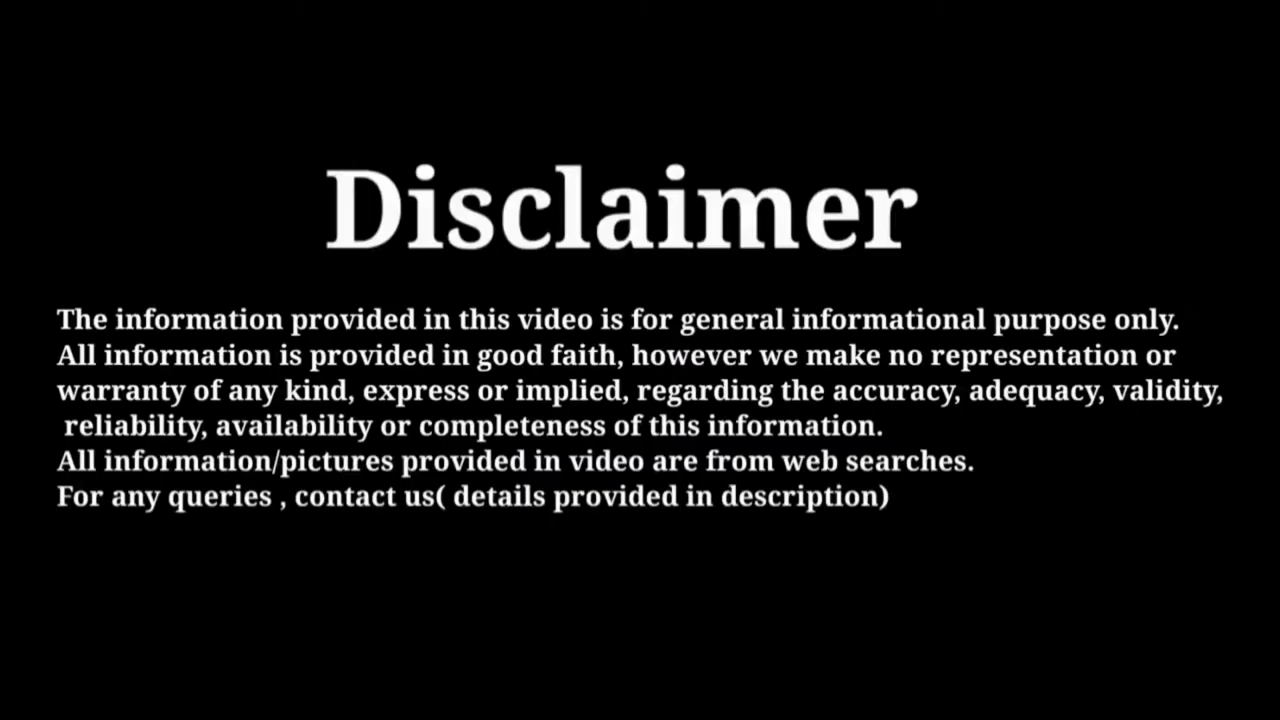 Disclaimer
The information provided in this video is for general informational purpose only.
All information is provided in good faith, however we make no representation or
warranty of any kind, express or implied, regarding the accuracy, adequacy, validity,
reliability, availability or completeness of this information.
All information/pictures provided in video are from web searches.
For any queries , contact us( details provided in description)